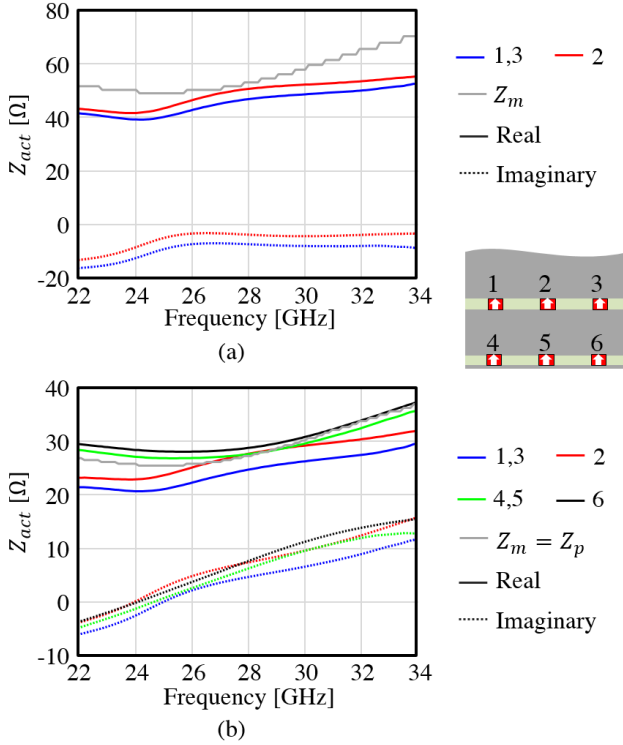 80
60
40
20
0
-20
Z_act [Ω]
22 24 26 28 30 32 34
Frequency [GHz]
(a)
1,3 2
Z_m
Real
Imaginary
1 2 3
4 5 6
40
30
20
10
0
-10
Z_act [Ω]
22 24 26 28 30 32 34
Frequency [GHz]
(b)
1,3 2
4,5 6
Z_m = Z_p
Real
Imaginary